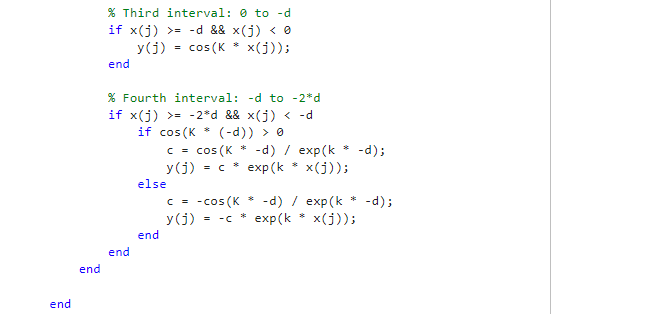 % Third interval: 0 to -d
if x(j) >= -d && x(j) < 0
y(j) = cos(K * x(j));
end
% Fourth interval: -d to -2*d
if x(j) >= -2*d && x(j) < -d
if cos(K * (-d)) > 0
c = cos(K * -d) / exp(k * -d);
y(j) = c * exp(k * x(j));
else
c = -cos(K * -d) / exp(k * -d);
y(j) = -c * exp(k * x(j));
end
end
end
end